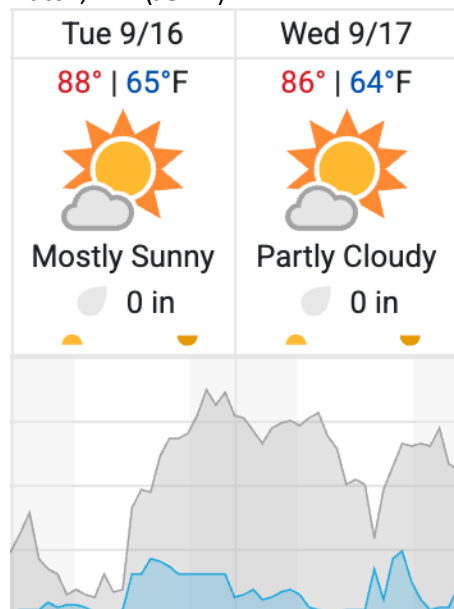 Tue 9/16
Wed 9/17
88° | 65°F
86° | 64°F
Mostly Sunny
Partly Cloudy
0 in
0 in